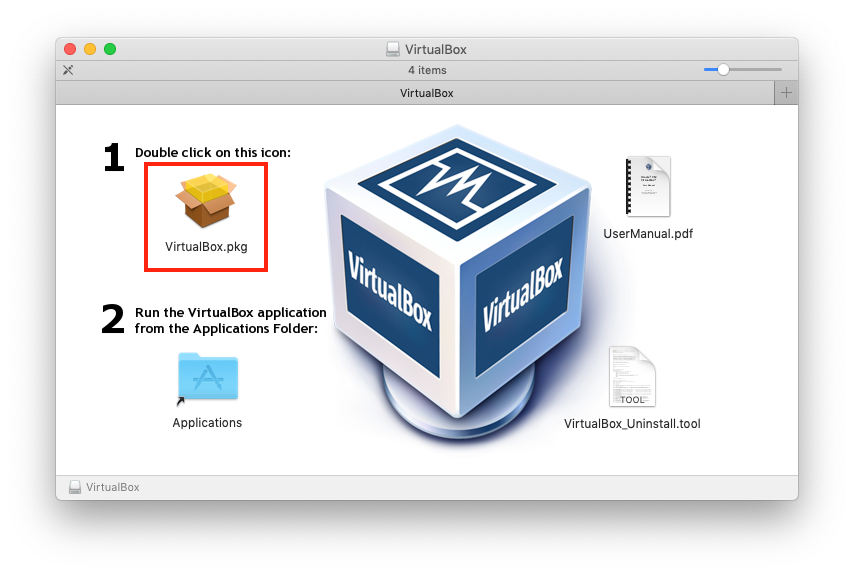 VirtualBox
4 items
VirtualBox
1
Double click on this icon:
VirtualBox.pkg
2
Run the VirtualBox application
from the Applications Folder:
Applications
VirtualBox
VirtualBox
UserManual.pdf
TOOL
VirtualBox_Uninstall.tool
VirtualBox